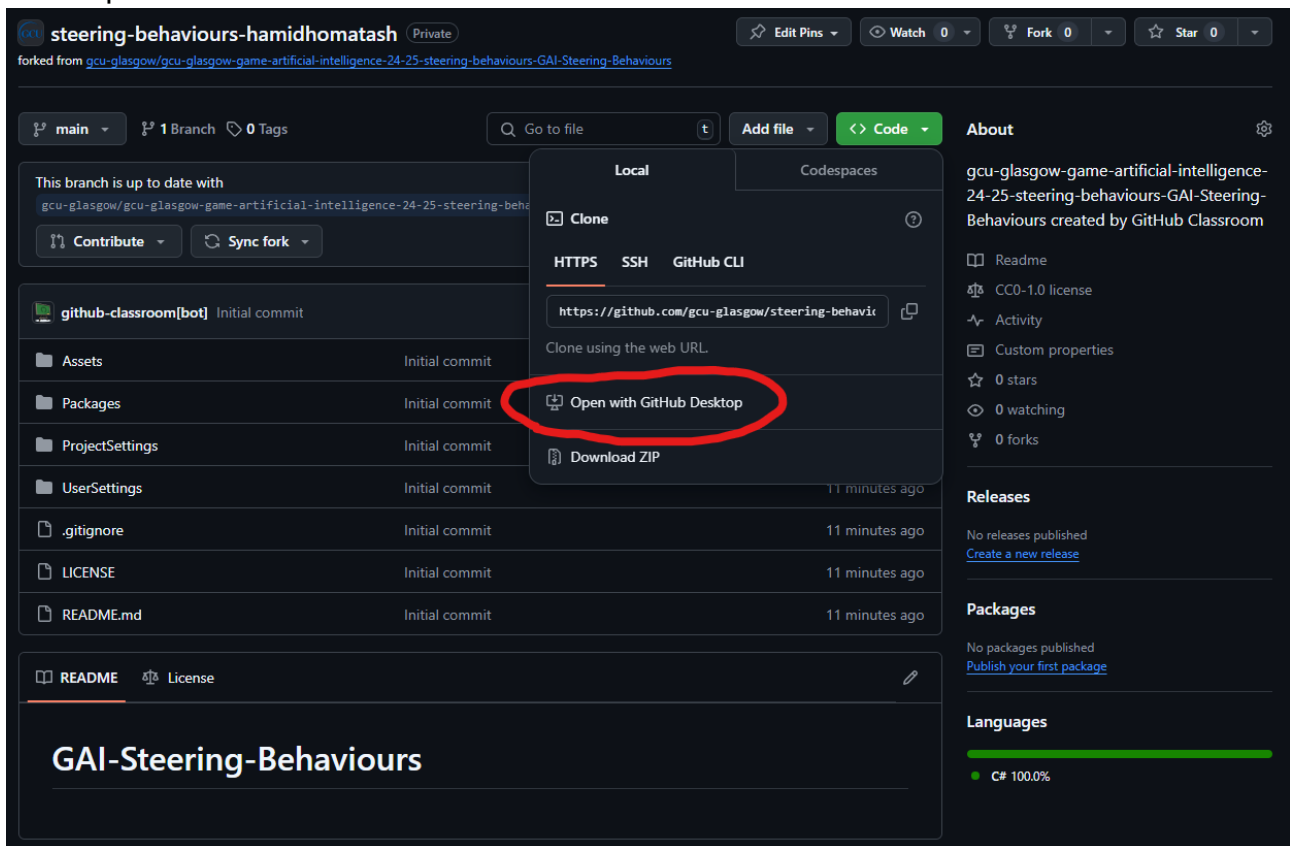 steering-behaviours-hamidhomatash Private
Edit Pins
Watch 0
Fork 0
Star 0
forked from gcu-glasgow/gcu-glasgow-game-artificial-intelligence-24-25-steering-behaviours-GAI-Steering-Behaviours
main
1 Branch
0 Tags
Go to file
t
Add file
<> Code
This branch is up to date with
gcu-glasgow/gcu-glasgow-game-artificial-intelligence-24-25-steering-beha
Contribute
Sync fork
Local
Codespaces
Clone
HTTPS SSH GitHub CLI
https://github.com/gcu-glasgow/steering-behavio
Clone using the web URL.
Open with GitHub Desktop
Download ZIP
github-classroom[bot] Initial commit
Assets Initial commit
Packages Initial commit
ProjectSettings Initial commit
UserSettings Initial commit 11 minutes ago
.gitignore Initial commit 11 minutes ago
LICENSE Initial commit 11 minutes ago
README.md Initial commit 11 minutes ago
README
License
GAI-Steering-Behaviours
About
gcu-glasgow-game-artificial-intelligence-
24-25-steering-behaviours-GAI-Steering-
Behaviours created by GitHub Classroom
Readme
CC0-1.0 license
Activity
Custom properties
0 stars
0 watching
0 forks
Releases
No releases published
Create a new release
Packages
No packages published
Publish your first package
Languages
C# 100.0%